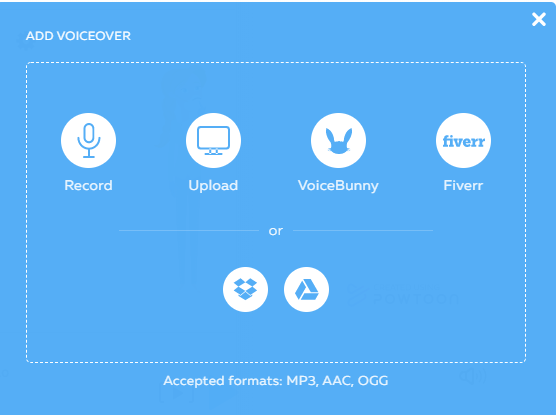 ADD VOICEOVER
Record
Upload
VoiceBunny
fiverr
Fiverr
or
Accepted formats: MP3, AAC, OGG